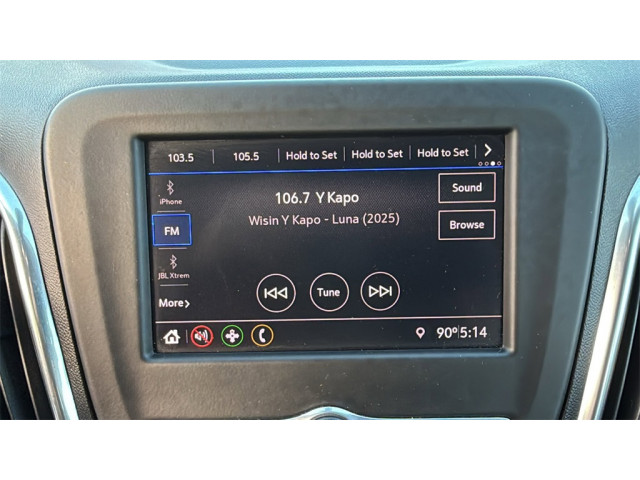 103.5 105.5 Hold to Set Hold to Set Hold to Set
iPhone
106.7 Y Kapo
Sound
Wisin Y Kapo - Luna (2025)
FM
Browse
JBL Xtrem
Tune
More
90° 5:14